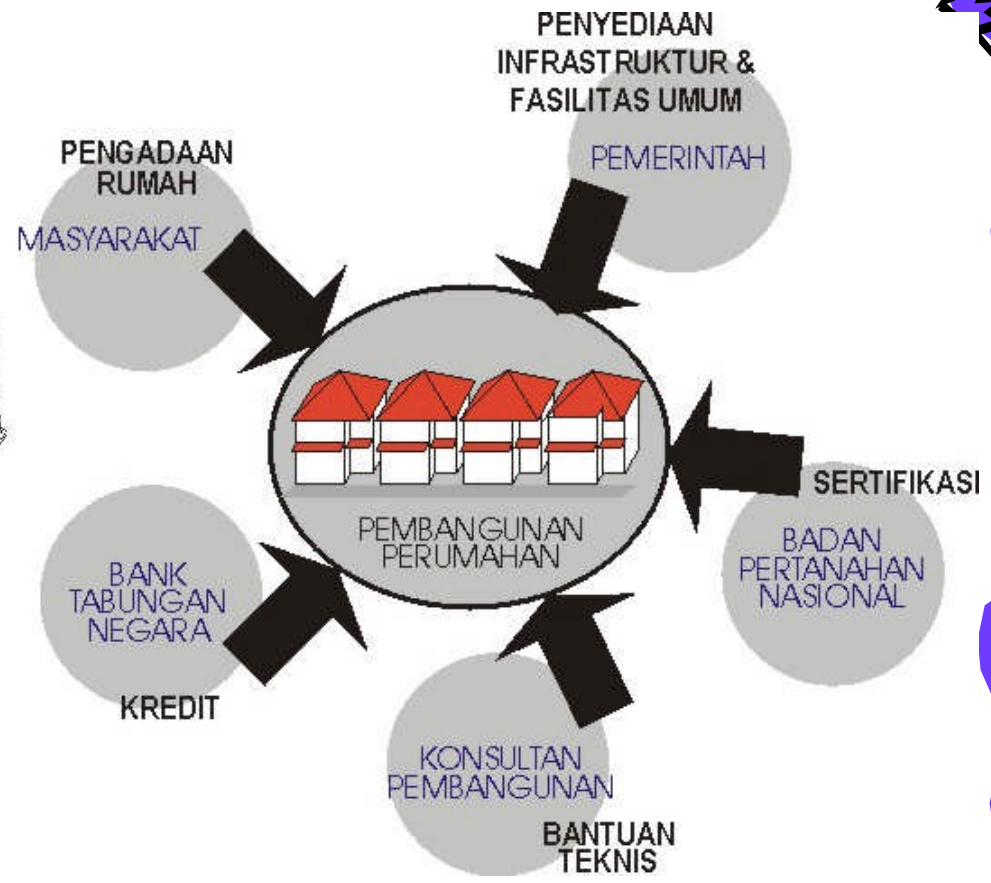 PENYEDIAAN
INFRASTRUKTUR &
FASILITAS UMUM
PEMERINTAH
PENGADAAN
RUMAH
MASYARAKAT
SERTIFIKASI
BADAN
PERTANAHAN
NASIONAL
PEMBANGUNAN
PERUMAHAN
BANK
TABUNGAN
NEGARA
KREDIT
KONSULTAN
PEMBANGUNAN
BANTUAN
TEKNIS